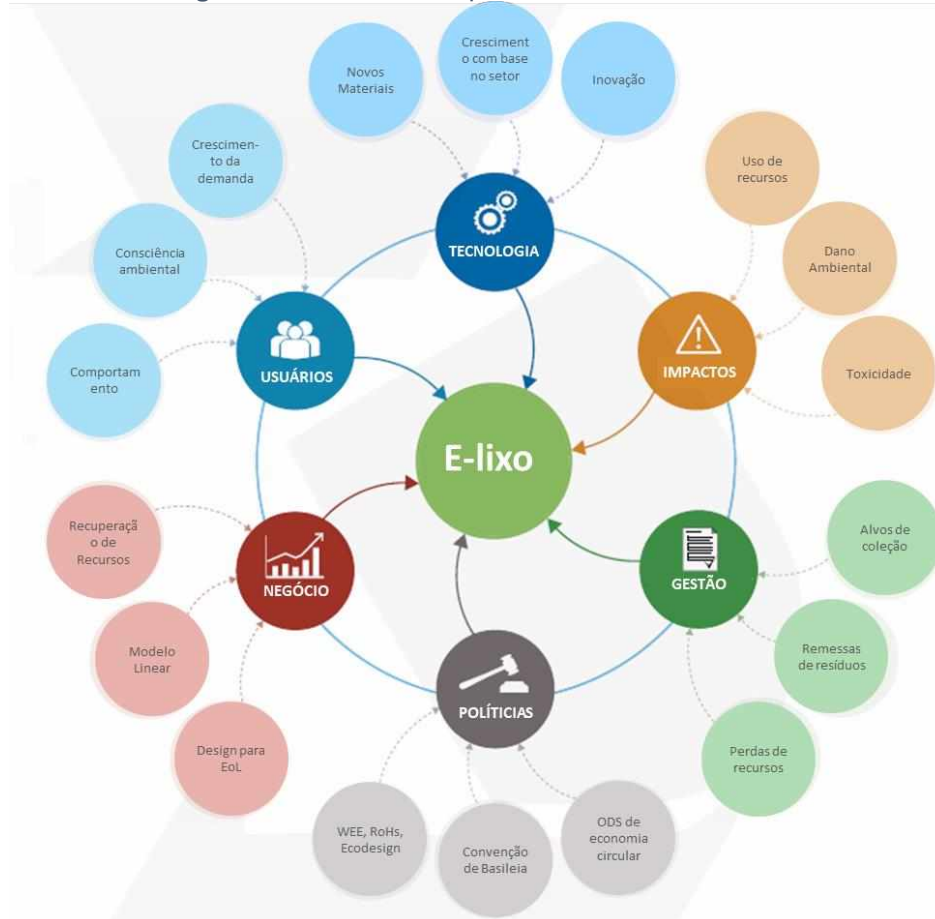 Novos
Materiais
Cresciment
o com base
no setor
Inovação
Crescimen-
to da
demanda
Uso de
recursos
Consciência
ambiental
TECNOLOGIA
Dano
Ambiental
Comportam
ento
USUÁRIOS
IMPACTOS
Toxicidade
E-lixo
Recuperaçã
o de
Recursos
NEGÓCIO
GESTÃO
Alvos de
coleção
Modelo
Linear
POLÍTICIAS
Remessas
de resíduos
Design para
EoL
Perdas de
recursos
WEE, RoHs,
Ecodesign
Convenção
de Basileia
ODS de
economia
circular